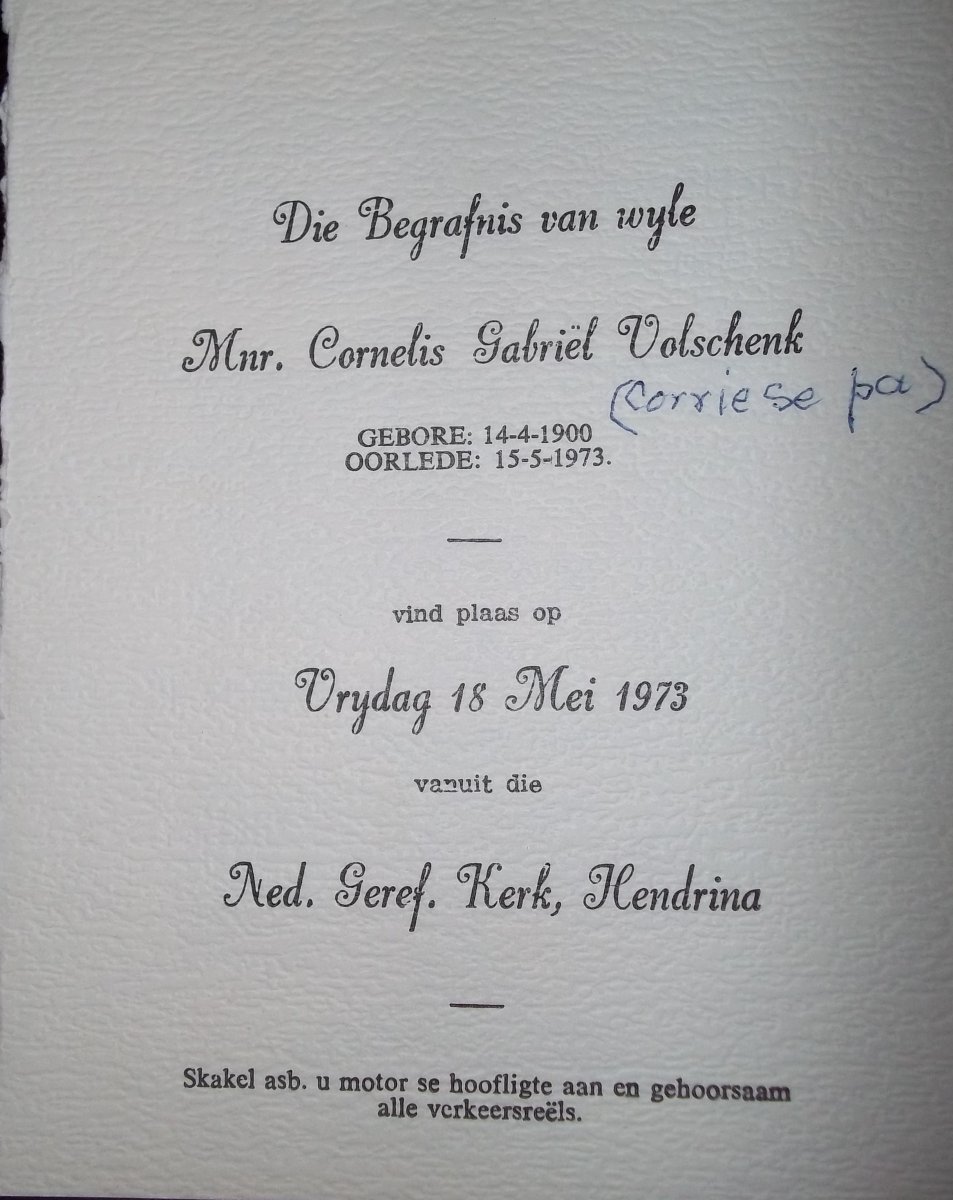 Die Begrafnis van wyle
Mnr. Cornelis Gabriël Volschenk
(Corrie se pa)
GEBORE: 14-4-1900
OORLEDE: 15-5-1973.
vind plaas op
Vrydag 18 Mei 1973
vanuit die
Ned. Geref. Kerk, Hendrina
Skakel asb. u motor se hoofligte aan en gehoorsaam
alle verkeersreëls.